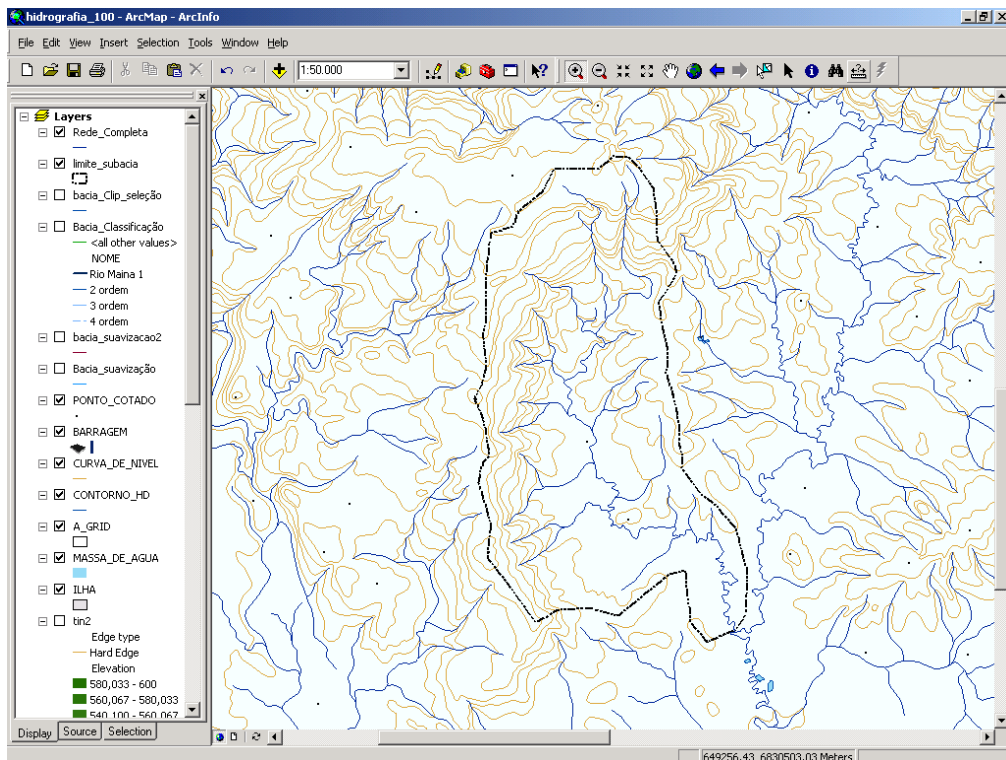 hidrografia_100 - ArcMap - ArcInfo
File Edit View Insert Selection Tools Window Help
1:50.000
Layers
Rede_Completa
limite_subacia
bacia_Clip_seleção
Bacia_Classificação
<all other values>
NOME
Rio Maina 1
2 ordem
3 ordem
4 ordem
bacia_suavizacao2
Bacia_suavização
PONTO_COTADO
BARRAGEM
CURVA_DE_NIVEL
CONTORNO_HD
A_GRID
MASSA_DE_AGUA
ILHA
tin2
Edge type
Hard Edge
Elevation
580,033 - 600
560,067 - 580,033
540,100 - 560,067
Display Source Selection
649256,43 6830503,03 Meters